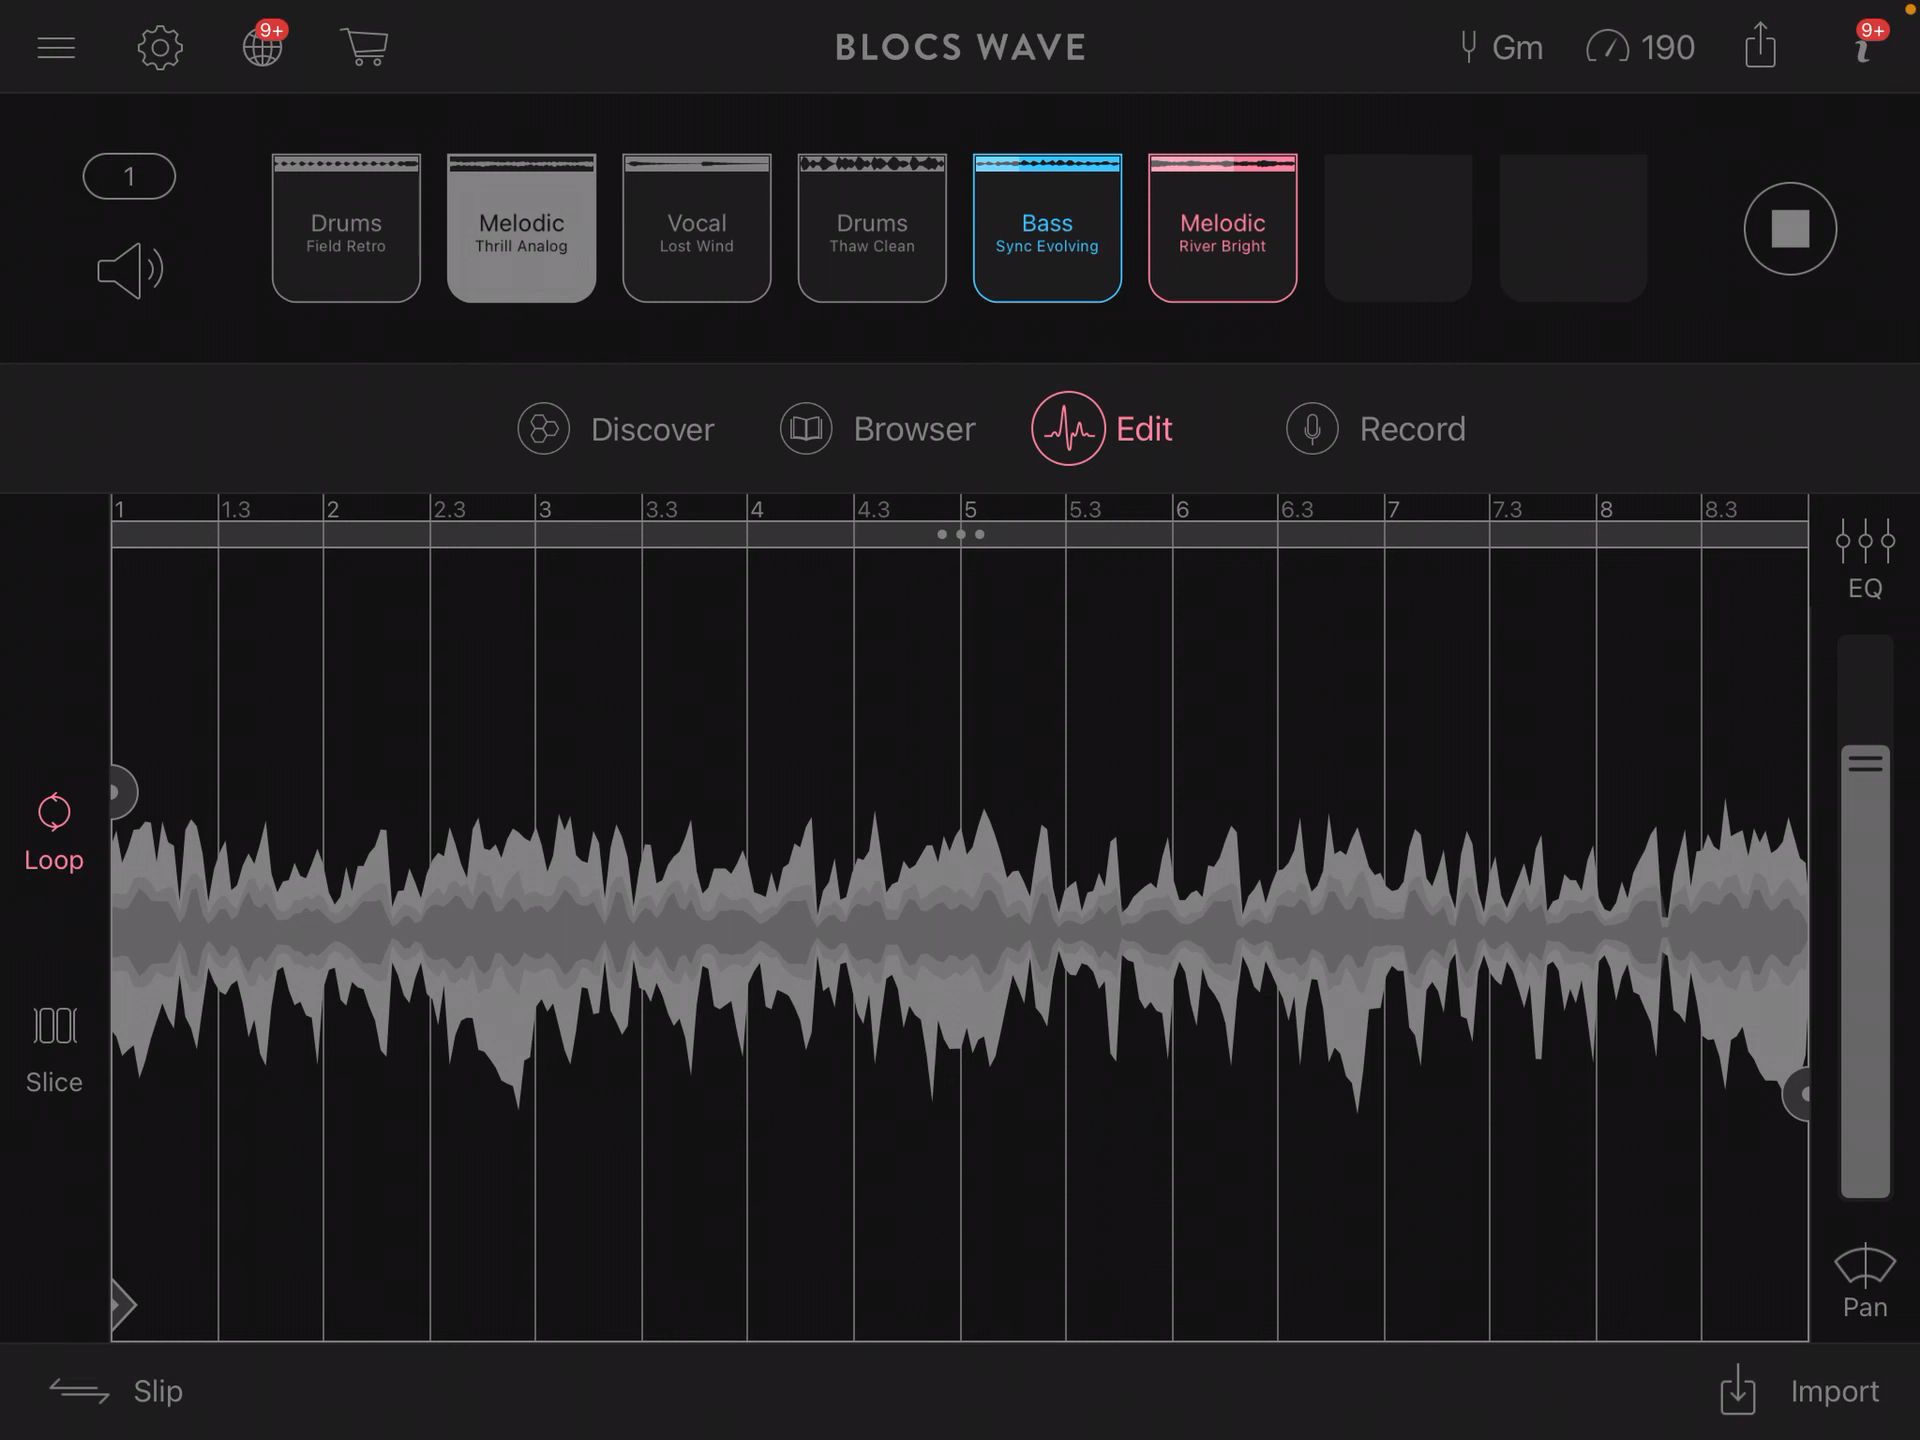 9+
BLOCS WAVE
Gm
190
9+
1
Drums
Field Retro
Melodic
Thrill Analog
Vocal
Lost Wind
Drums
Thaw Clean
Bass
Sync Evolving
Melodic
River Bright
Discover
Browser
Edit
Record
1 1.3 2 2.3 3 3.3 4 4.3 5 5.3 6 6.3 7 7.3 8 8.3
EQ
Loop
Slice
Pan
Slip
Import